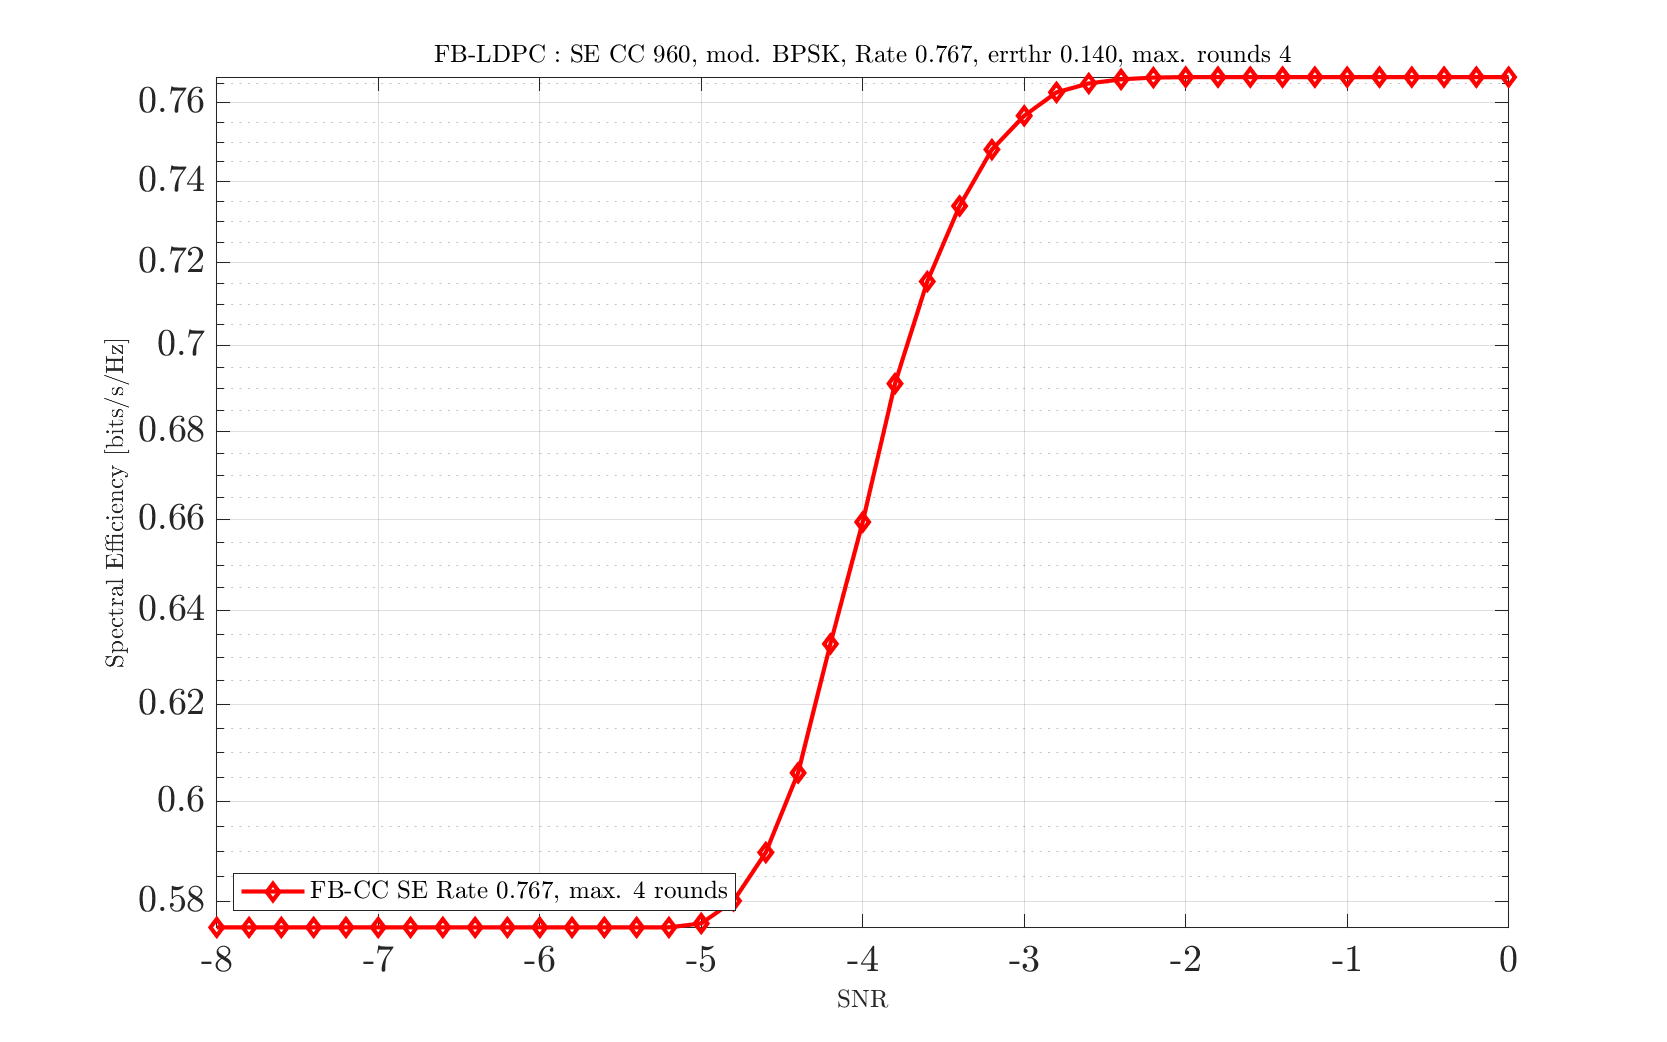 FB-LDPC : SE CC 960, mod. BPSK, Rate 0.767, errthr 0.140, max. rounds 4
0.76
0.74
0.72
0.7
0.68
0.66
0.64
0.62
0.6
0.58
Spectral Efficiency [bits/s/Hz]
FB-CC SE Rate 0.767, max. 4 rounds
-8 -7 -6 -5 -4 -3 -2 -1 0
SNR